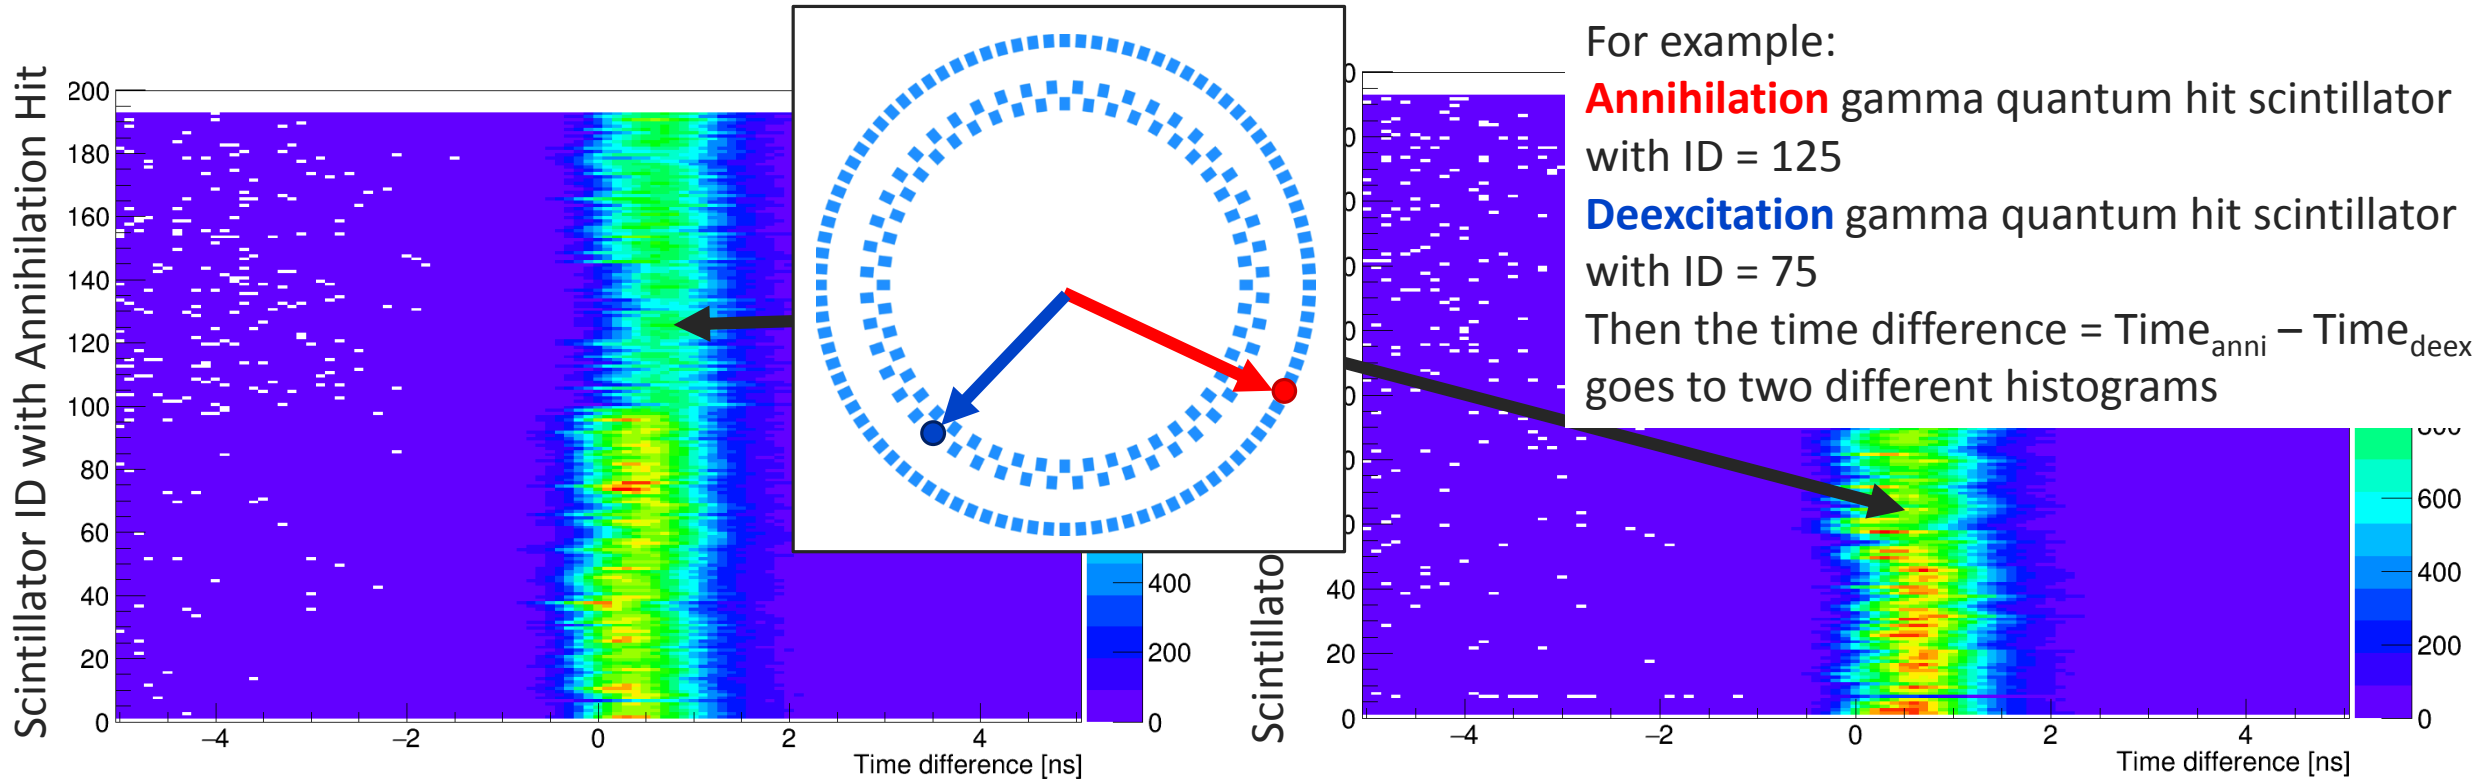 For example:
Annihilation gamma quantum hit scintillator
with ID = 125
Deexcitation gamma quantum hit scintillator
with ID = 75
Then the time difference = Time_anni – Time_deex
goes to two different histograms
Scintillator ID with Annihilation Hit
200
180
160
140
120
100
80
60
40
20
0
−4
−2
0
2
4
Time difference [ns]
400
200
0
Scintillato
40
20
0
−4
−2
0
2
4
Time difference [ns]
600
400
200
0